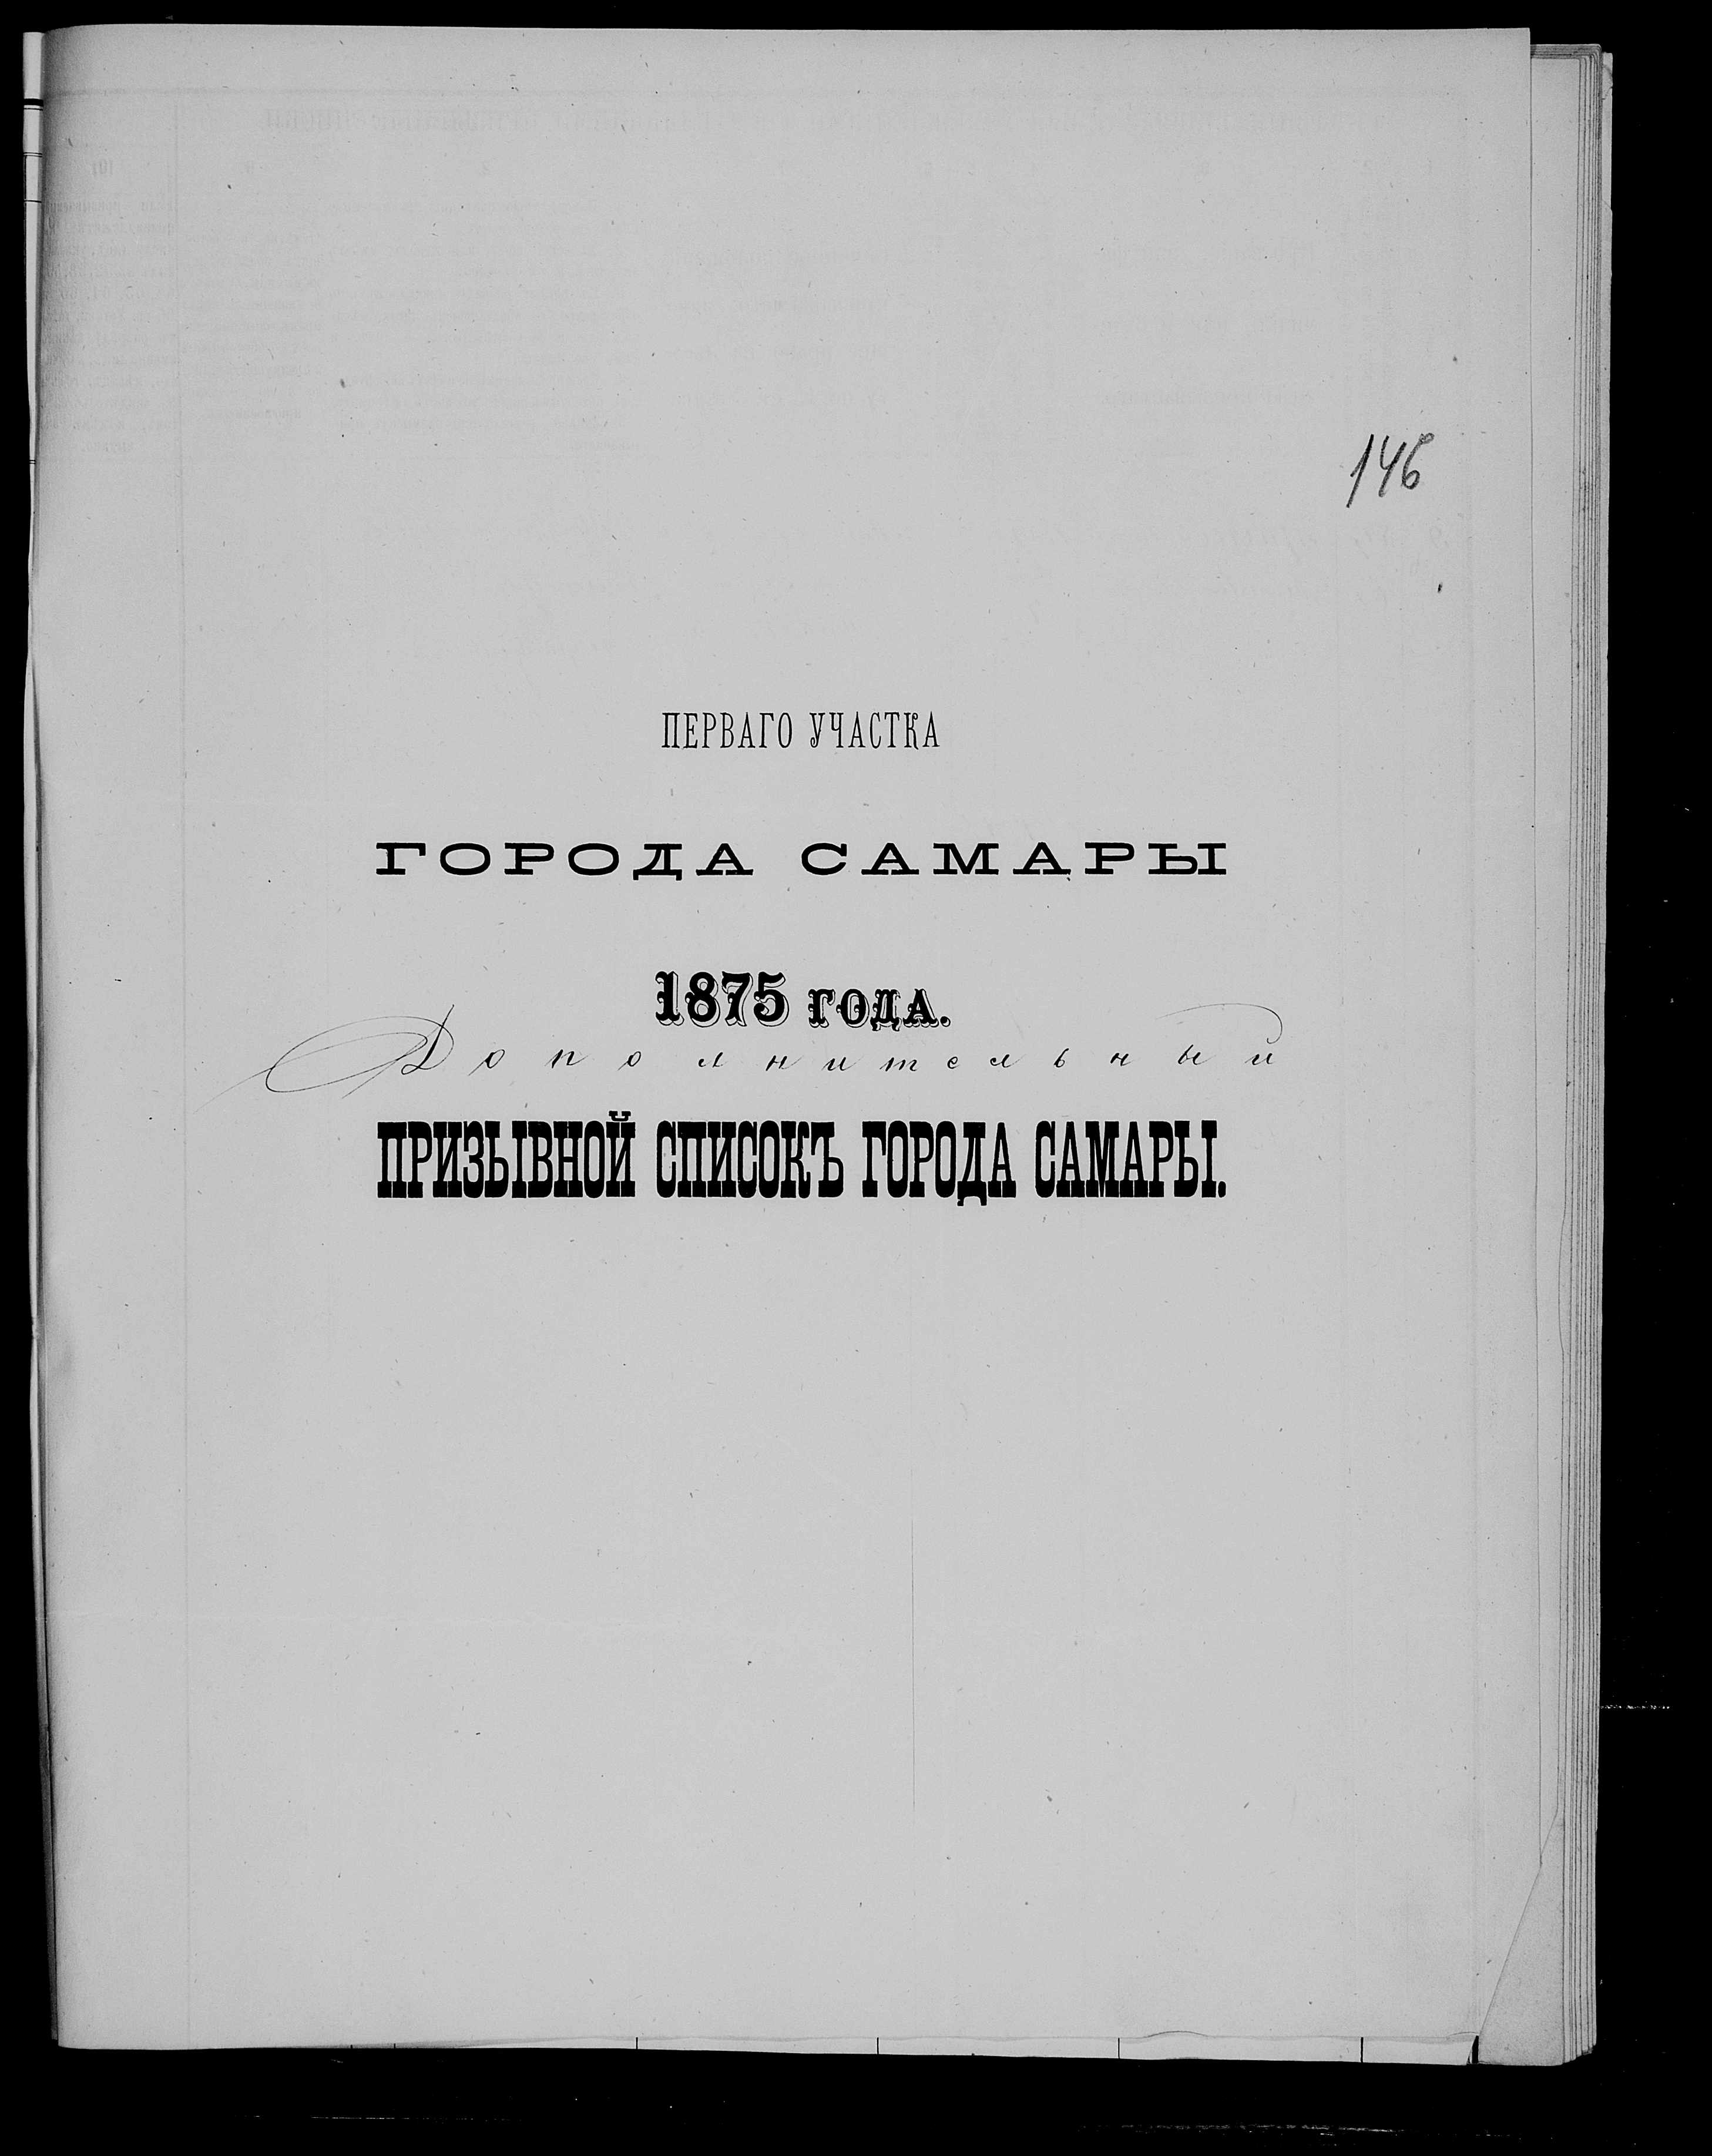 146
ПЕРВАГО УЧАСТКА
ГОРОДА САМАРЫ
1875 ГОДА.
Дополнительный
ПРИЗЫВНОЙ СПИСОКЪ ГОРОДА САМАРЫ.